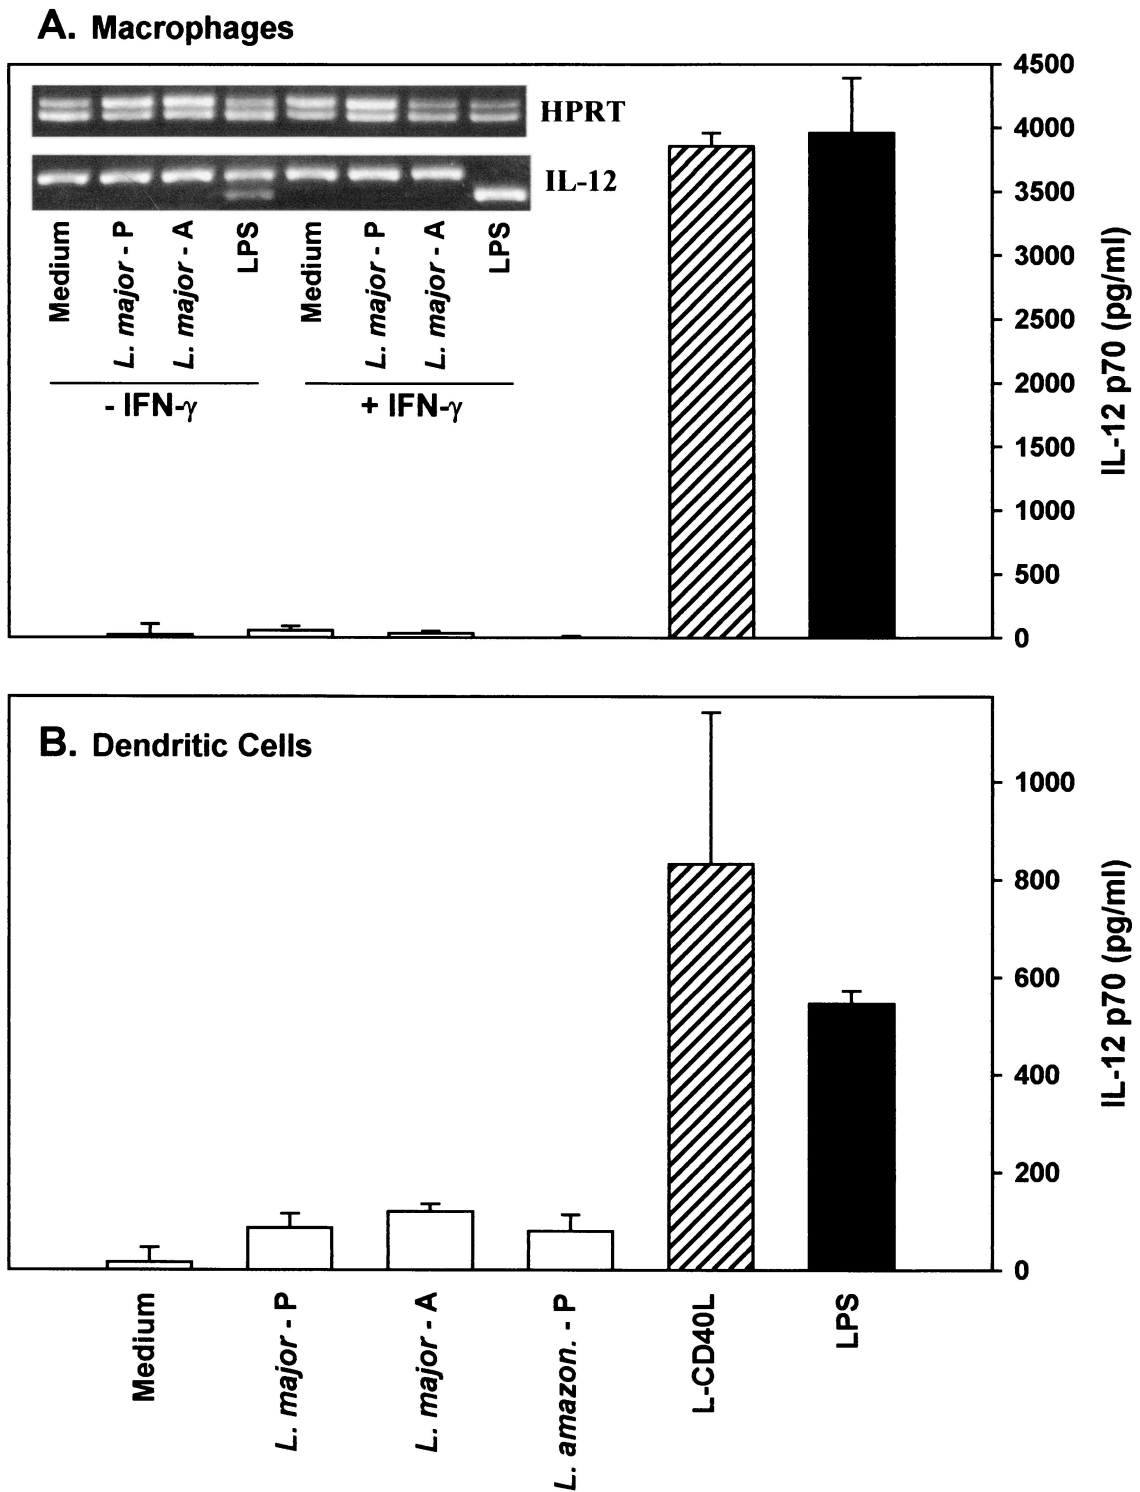 A. Macrophages
HPRT
IL-12
Medium
L. major - P
L. major - A
LPS
Medium
L. major - P
L. major - A
LPS
- IFN-γ
+ IFN-γ
4500
4000
3500
3000
2500
2000
1500
1000
500
0
IL-12 p70 (pg/ml)
B. Dendritic Cells
1000
800
600
400
200
0
IL-12 p70 (pg/ml)
Medium
L. major - P
L. major - A
L. amazon. - P
L-CD40L
LPS